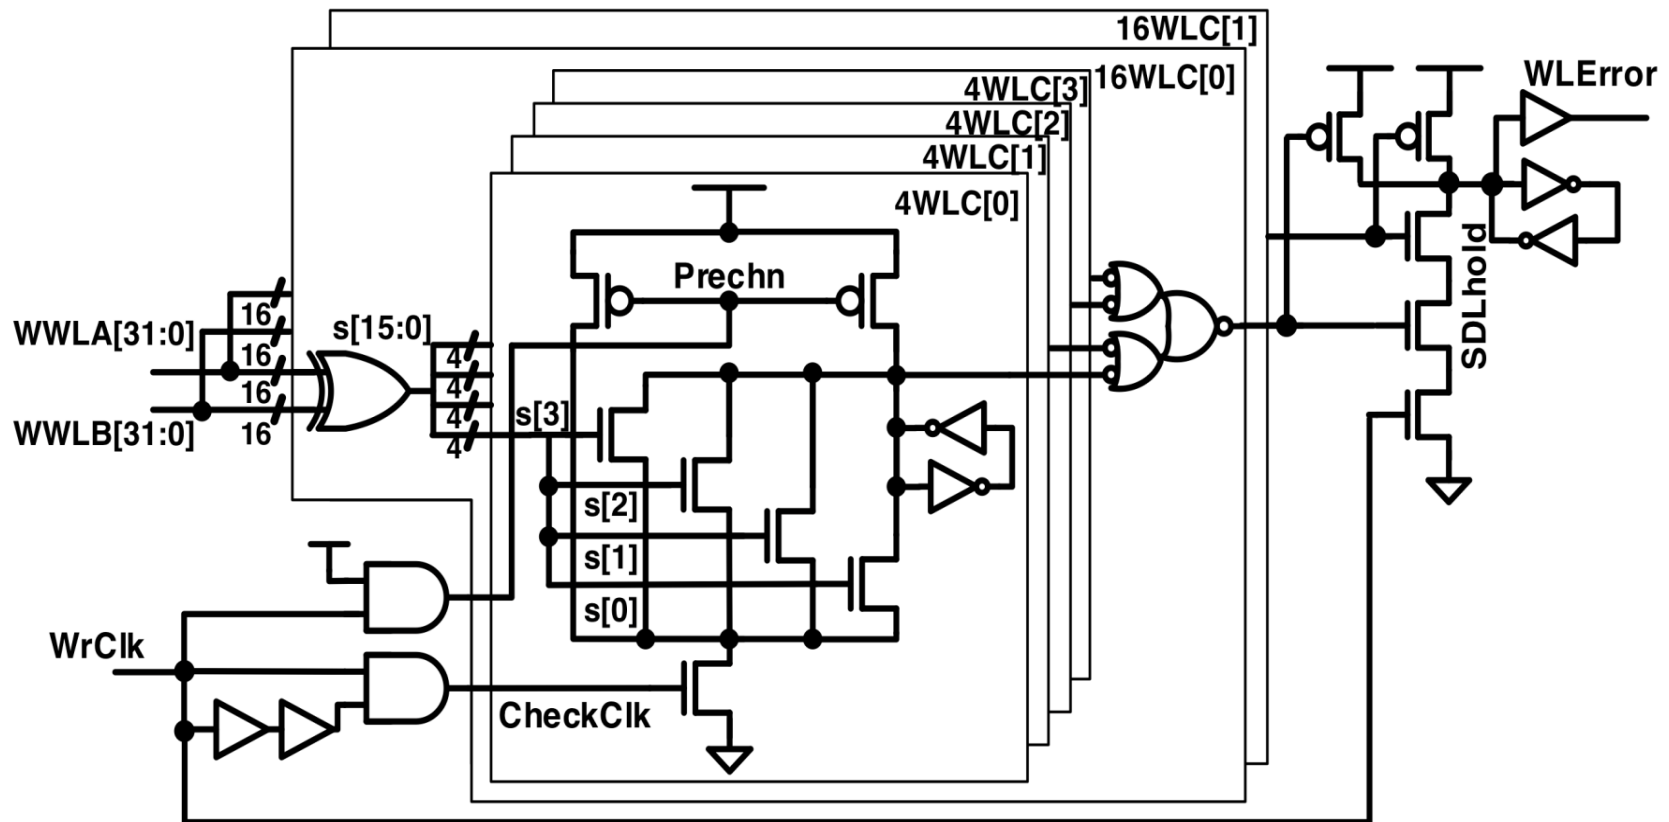 16WLC[1]
16WLC[0]
4WLC[3]
4WLC[2]
4WLC[1]
4WLC[0]
WLError
Prechn
SDLhold
16
WWLA[31:0]
s[15:0]
16
4
4
16
4
WWLB[31:0]
16
s[3]
4
s[2]
s[1]
s[0]
WrClk
CheckClk